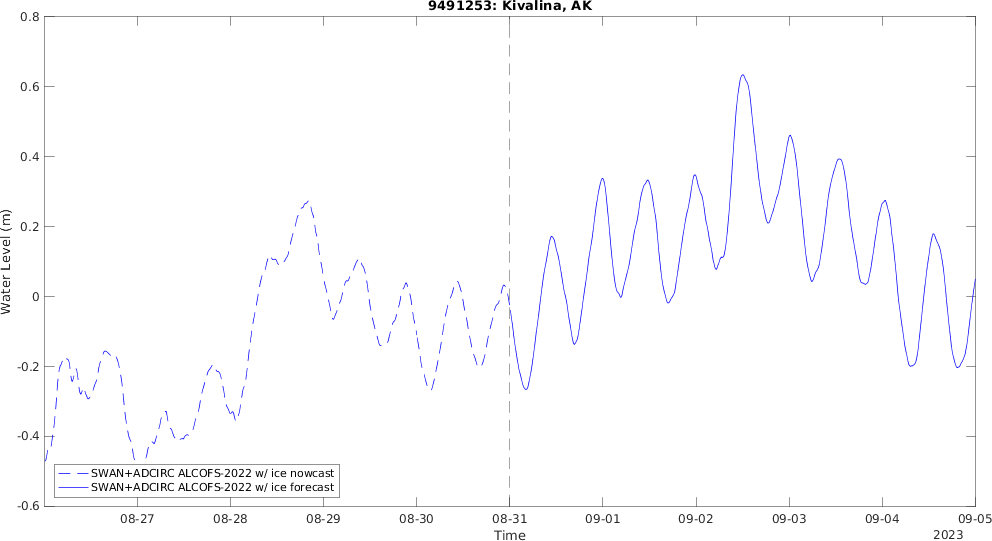 9491253: Kivalina, AK
0.8
0.6
0.4
0.2
0
-0.2
-0.4
-0.6
Water Level (m)
SWAN+ADCIRC ALCOFS-2022 w/ ice nowcast
SWAN+ADCIRC ALCOFS-2022 w/ ice forecast
08-27 08-28 08-29 08-30 08-31 09-01 09-02 09-03 09-04 09-05
Time
2023